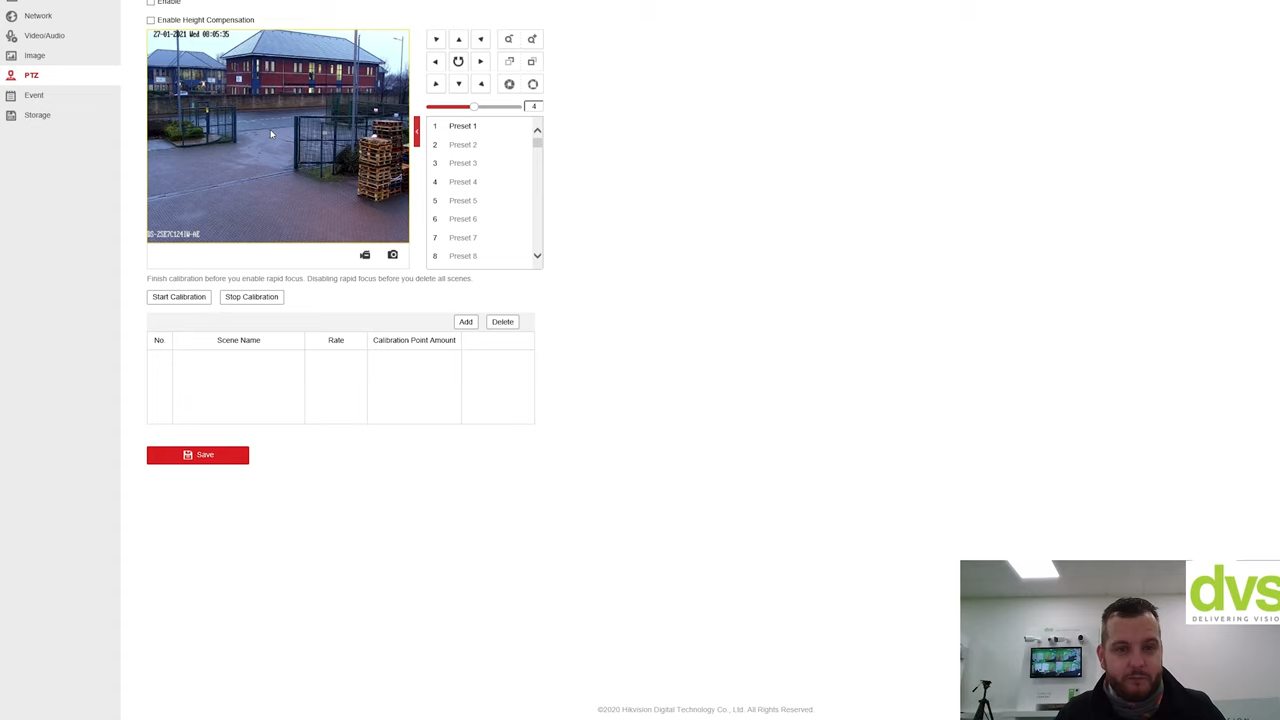 Enable
Network
Enable Height Compensation
27-01-2021 Wed 08:05:35
Video/Audio
Image
PTZ
Event
Storage
4
1 Preset 1
2 Preset 2
3 Preset 3
4 Preset 4
5 Preset 5
6 Preset 6
7 Preset 7
8 Preset 8
Finish calibration before you enable rapid focus. Disabling rapid focus before you delete all scenes.
Start Calibration Stop Calibration
Add Delete
No. Scene Name Rate Calibration Point Amount
Save
dvs
DELIVERING VISIO
©2020 Hikvision Digital Technology Co., Ltd. All Rights Reserved.